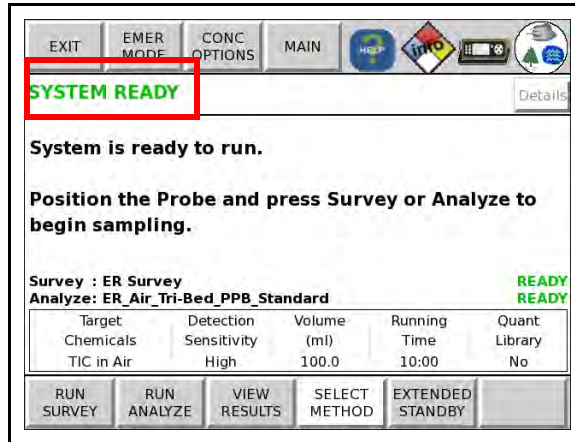 EXIT
EMER
MODE
CONC
OPTIONS
MAIN
HELP
info
SYSTEM READY
Details
System is ready to run.
Position the Probe and press Survey or Analyze to
begin sampling.
Survey : ER Survey READY
Analyze: ER_Air_Tri-Bed_PPB_Standard READY
Target Detection Volume Running Quant
Chemicals Sensitivity (ml) Time Library
TIC in Air High 100.0 10:00 No
RUN
SURVEY
RUN
ANALYZE
VIEW
RESULTS
SELECT
METHOD
EXTENDED
STANDBY